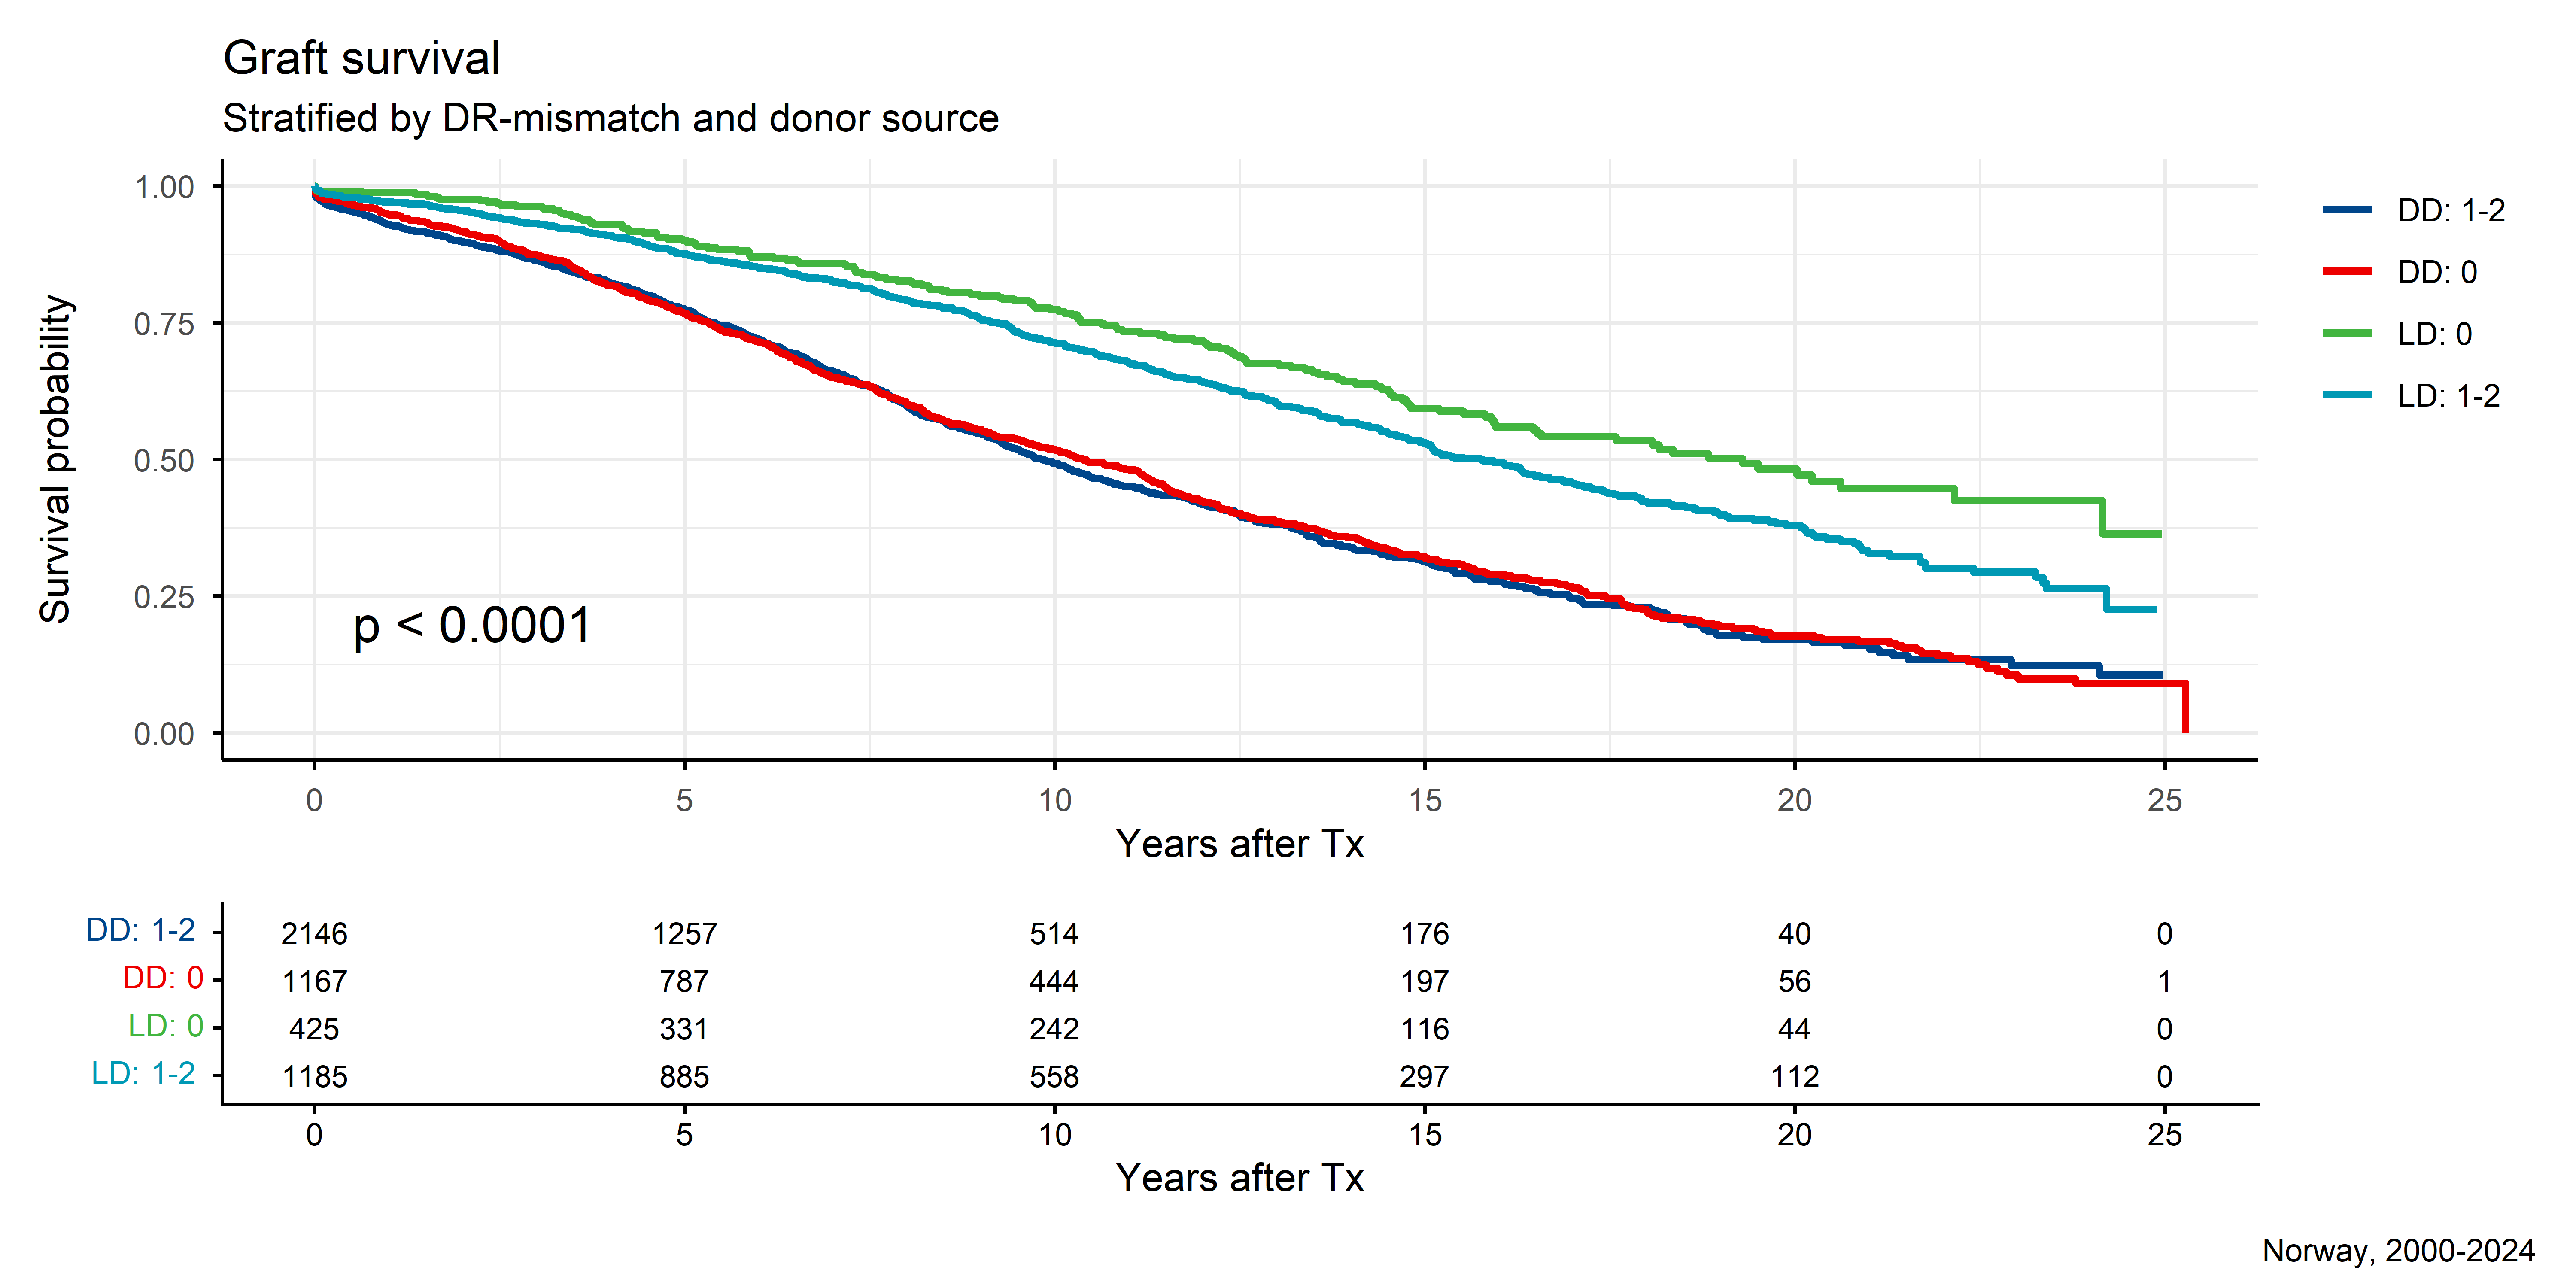 Graft survival
Stratified by DR-mismatch and donor source
Survival probability
1.00
0.75
0.50
0.25
0.00
p < 0.0001
0 5 10 15 20 25
Years after Tx
DD: 1-2
DD: 0
LD: 0
LD: 1-2
DD: 1-2 2146 1257 514 176 40 0
DD: 0 1167 787 444 197 56 1
LD: 0 425 331 242 116 44 0
LD: 1-2 1185 885 558 297 112 0
0 5 10 15 20 25
Years after Tx
Norway, 2000-2024